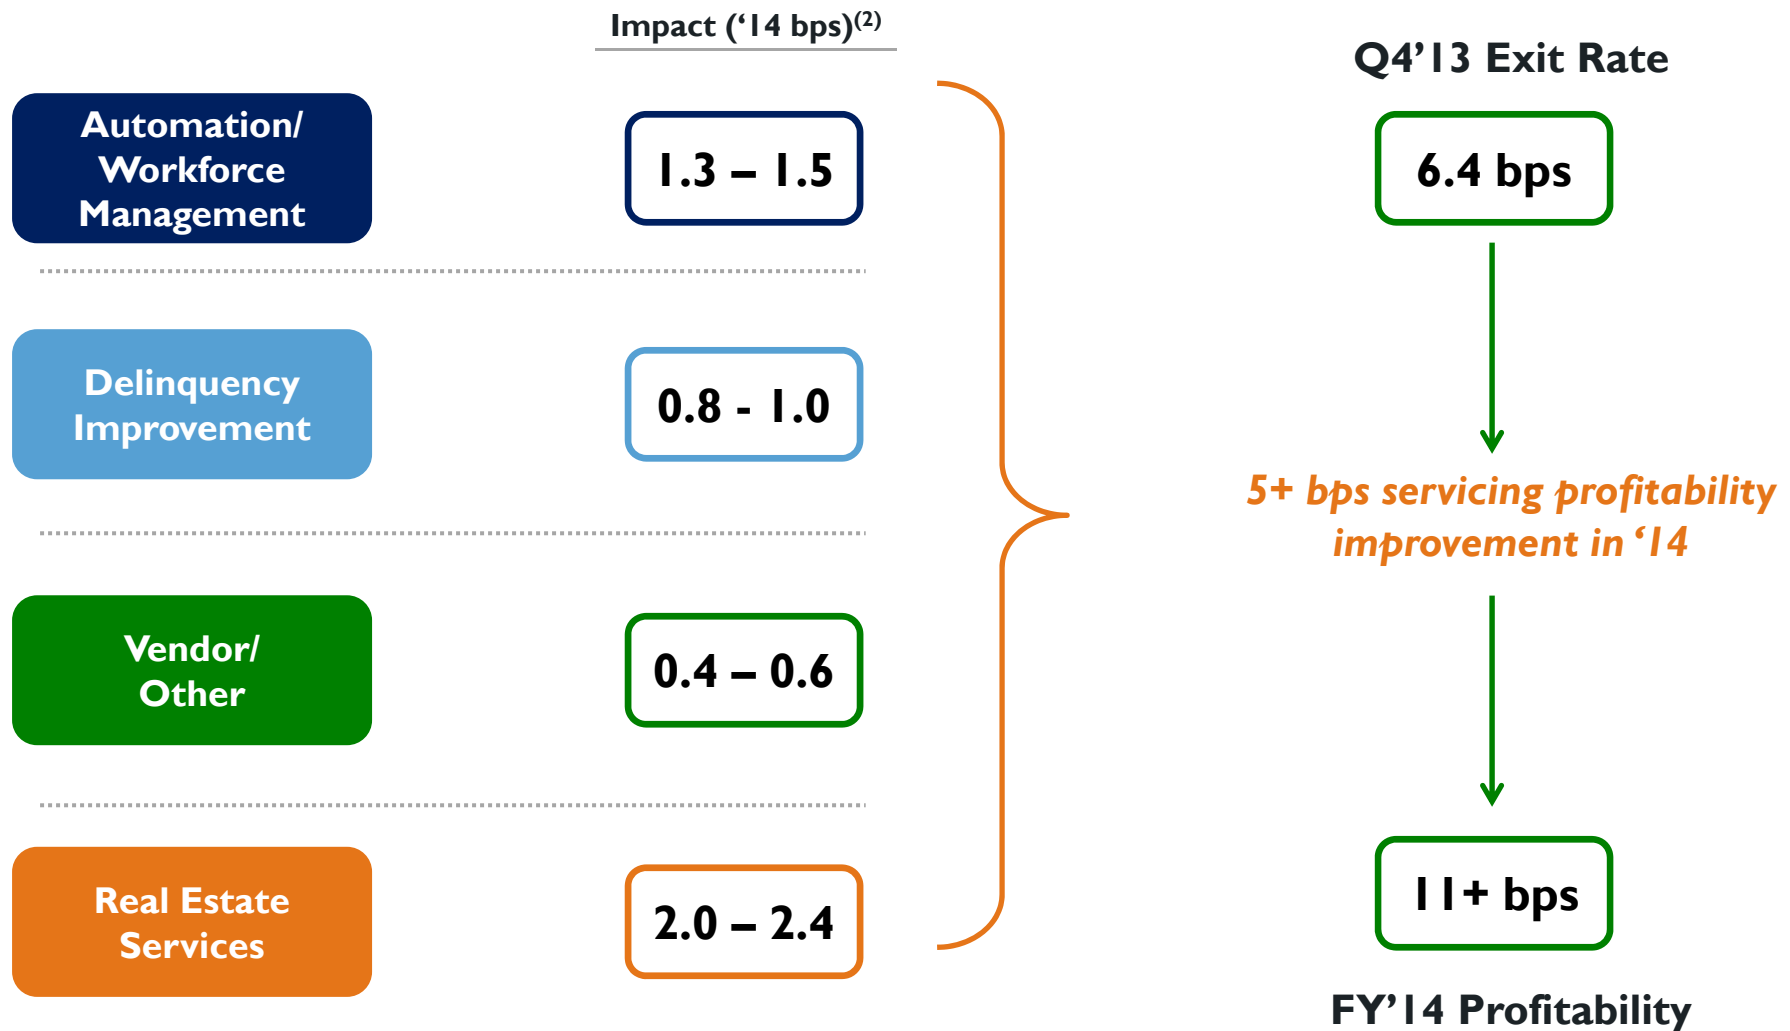 Impact (‘14 bps)(2)
Automation/
Workforce
Management
1.3 – 1.5
Delinquency
Improvement
0.8 - 1.0
Vendor/
Other
0.4 – 0.6
Real Estate
Services
2.0 – 2.4
Q4’13 Exit Rate
6.4 bps
5+ bps servicing profitability
improvement in ‘14
11+ bps
FY’14 Profitability